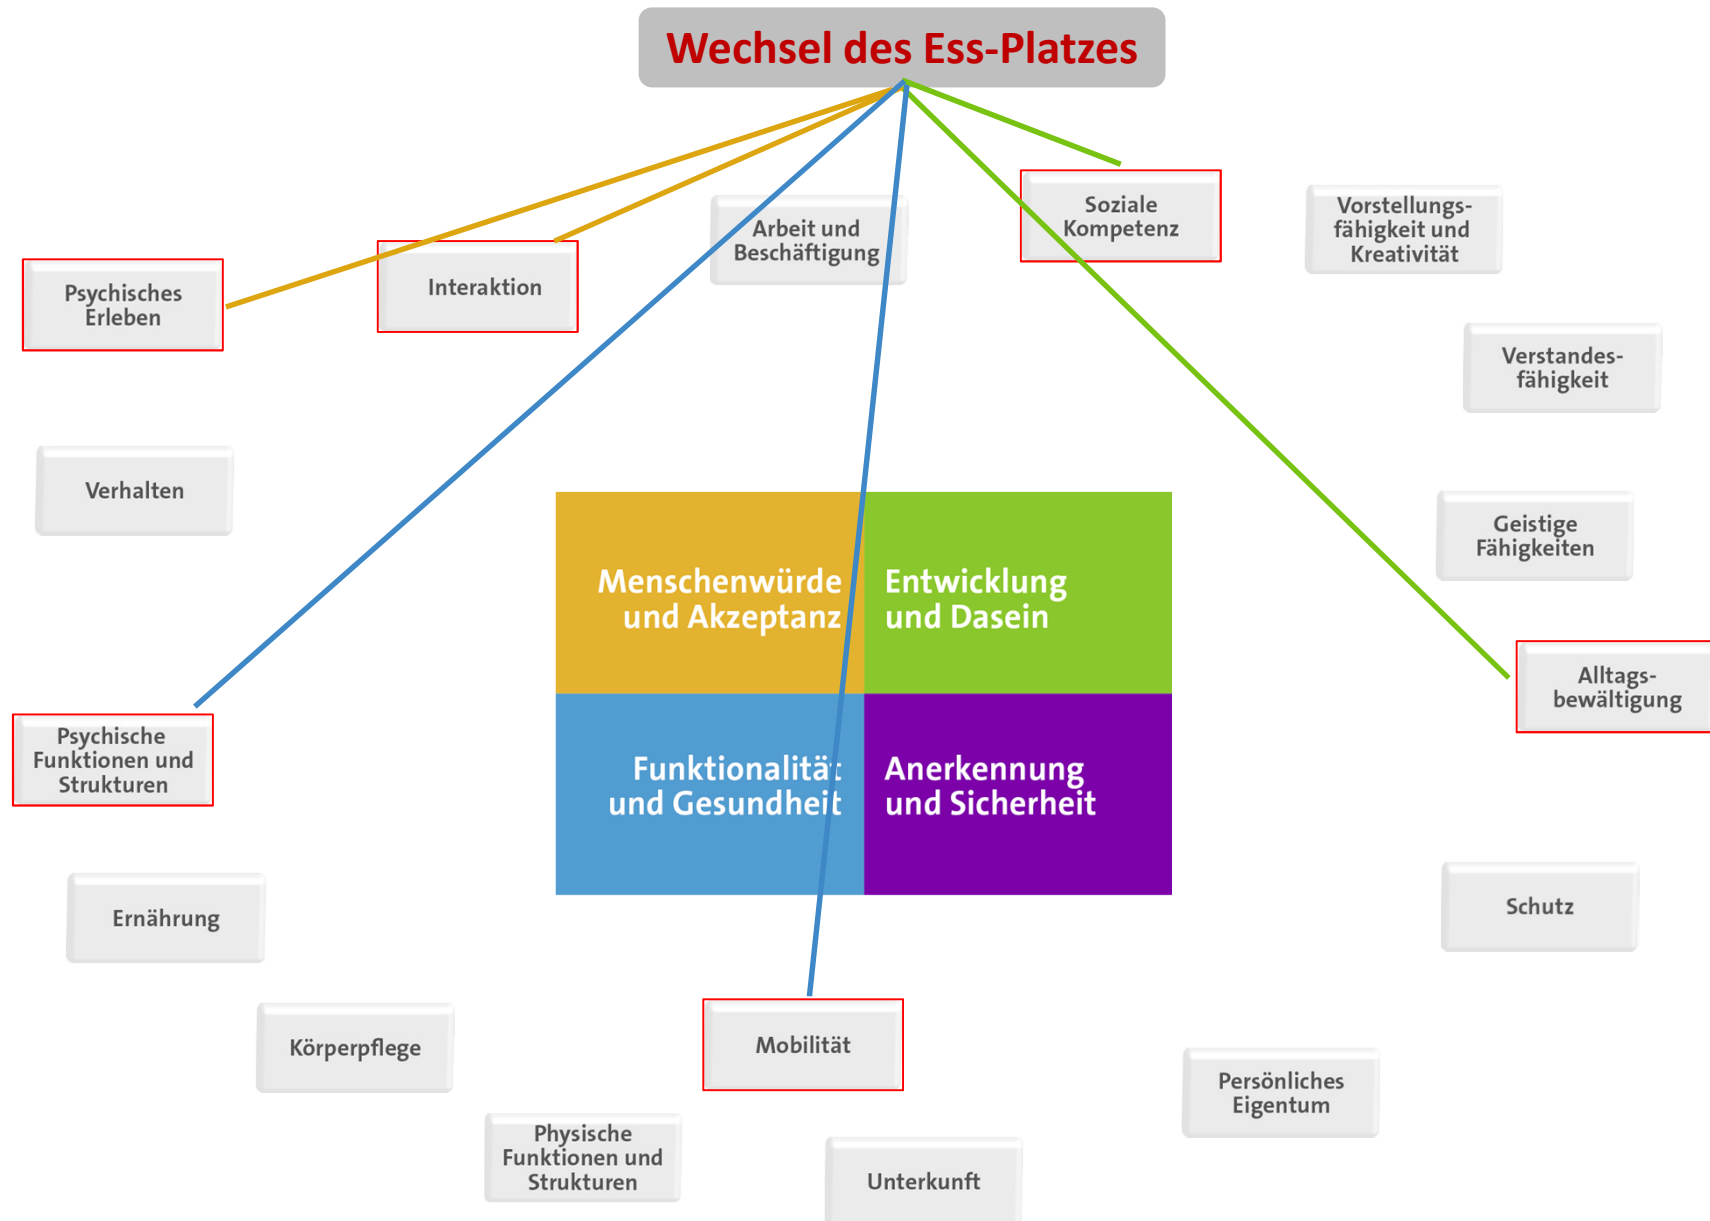 Wechsel des Ess-Platzes
Arbeit und
Beschäftigung
Soziale
Kompetenz
Vorstellungs-
fähigkeit und
Kreativität
Interaktion
Psychisches
Erleben
Verstandes-
fähigkeit
Verhalten
Geistige
Fähigkeiten
Menschenwürde
und Akzeptanz
Entwicklung
und Dasein
Alltags-
bewältigung
Psychische
Funktionen und
Strukturen
Funktionalität
und Gesundheit
Anerkennung
und Sicherheit
Ernährung
Schutz
Körperpflege
Mobilität
Persönliches
Eigentum
Physische
Funktionen und
Strukturen
Unterkunft